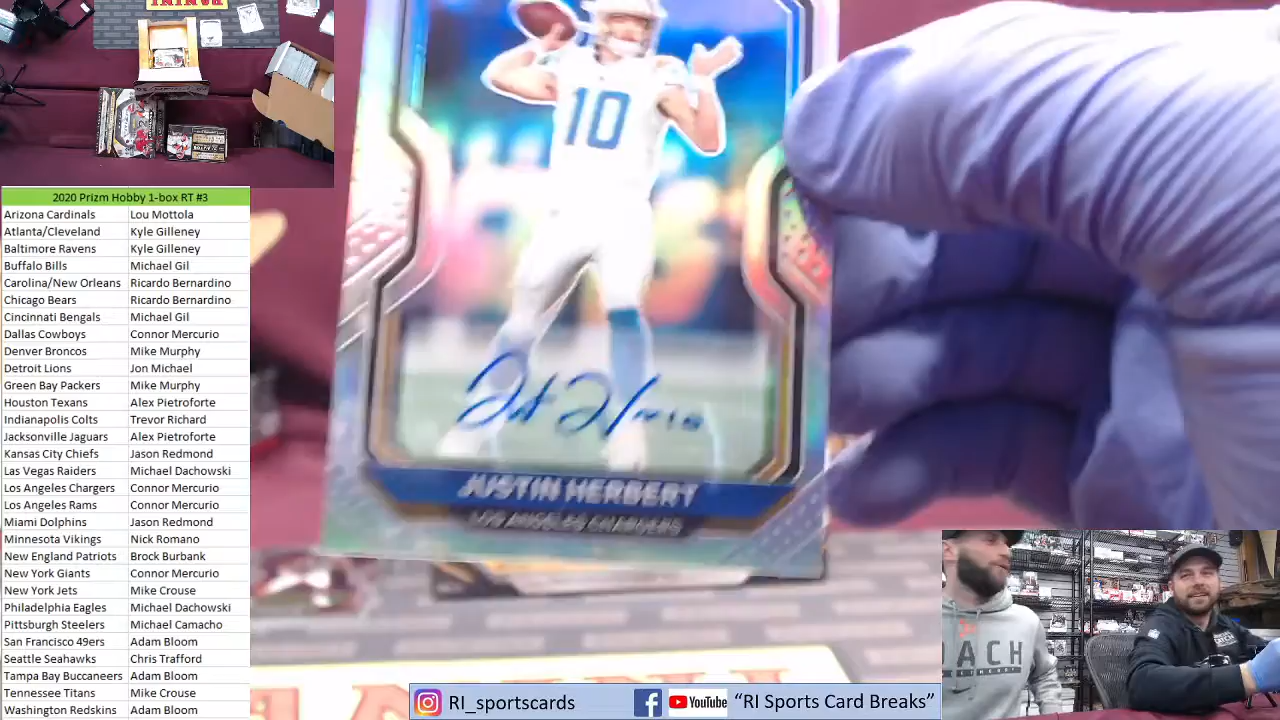 2020 Prizm Hobby 1-box RT #3
Arizona Cardinals Lou Mottola
Atlanta/Cleveland Kyle Gilleney
Baltimore Ravens Kyle Gilleney
Buffalo Bills Michael Gil
Carolina/New Orleans Ricardo Bernardino
Chicago Bears Ricardo Bernardino
Cincinnati Bengals Michael Gil
Dallas Cowboys Connor Mercurio
Denver Broncos Mike Murphy
Detroit Lions Jon Michael
Green Bay Packers Mike Murphy
Houston Texans Alex Pietroforte
Indianapolis Colts Trevor Richard
Jacksonville Jaguars Alex Pietroforte
Kansas City Chiefs Jason Redmond
Las Vegas Raiders Michael Dachowski
Los Angeles Chargers Connor Mercurio
Los Angeles Rams Connor Mercurio
Miami Dolphins Jason Redmond
Minnesota Vikings Nick Romano
New England Patriots Brock Burbank
New York Giants Connor Mercurio
New York Jets Mike Crouse
Philadelphia Eagles Michael Dachowski
Pittsburgh Steelers Michael Camacho
San Francisco 49ers Adam Bloom
Seattle Seahawks Chris Trafford
Tampa Bay Buccaneers Adam Bloom
Tennessee Titans Mike Crouse
Washington Redskins Adam Bloom
10
JUSTIN HERBERT
LOS ANGELES CHARGERS
ACH
RI_sportscards
YouTube "RI Sports Card Breaks"